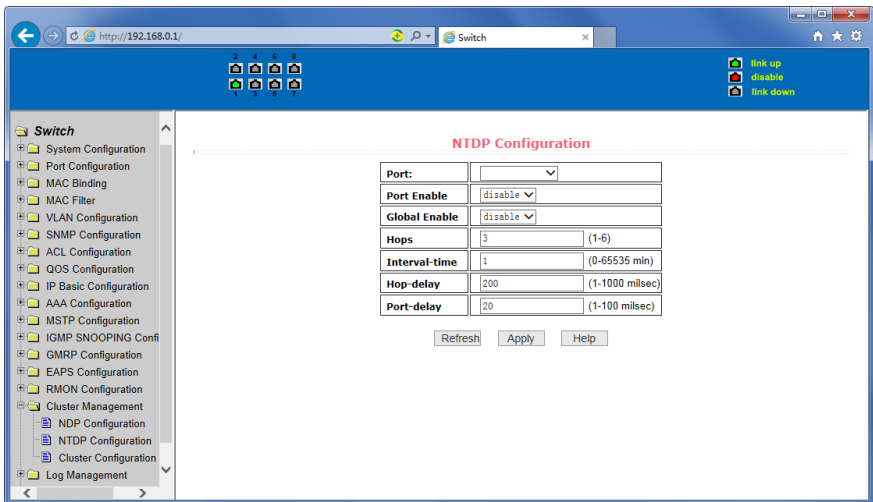 http://192.168.0.1/
Switch
2 4 6 8
1 3 5 7
link up
disable
link down
Switch
System Configuration
Port Configuration
MAC Binding
MAC Filter
VLAN Configuration
SNMP Configuration
ACL Configuration
QOS Configuration
IP Basic Configuration
AAA Configuration
MSTP Configuration
IGMP SNOOPING Confi
GMRP Configuration
EAPS Configuration
RMON Configuration
Cluster Management
NDP Configuration
NTDP Configuration
Cluster Configuration
Log Management
NTDP Configuration
Port:
Port Enable disable
Global Enable disable
Hops 3 (1-6)
Interval-time 1 (0-65535 min)
Hop-delay 200 (1-1000 milsec)
Port-delay 20 (1-100 milsec)
Refresh Apply Help